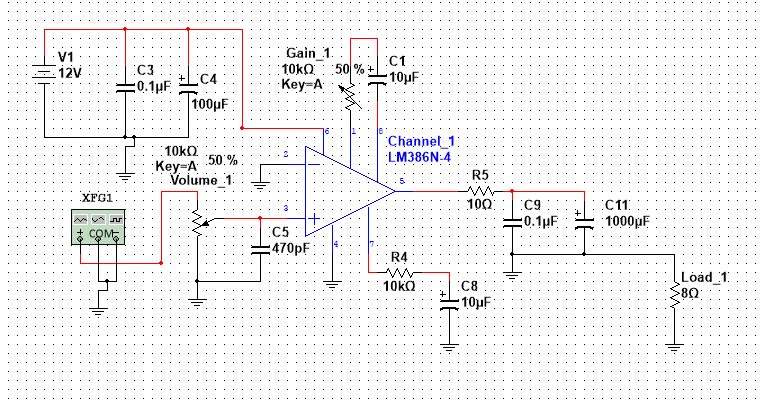 V1
12V
C3
0.1µF
C4
100µF
+
Gain_1
10kΩ
50 %
Key=A
C1
10µF
+
Channel_1
LM386N-4
6
1
8
2
3
5
4
7
10kΩ
50 %
Key=A
Volume_1
XFG1
+
COM
−
C5
470pF
R4
10kΩ
C8
10µF
+
R5
10Ω
C9
0.1µF
C11
1000µF
+
Load_1
8Ω